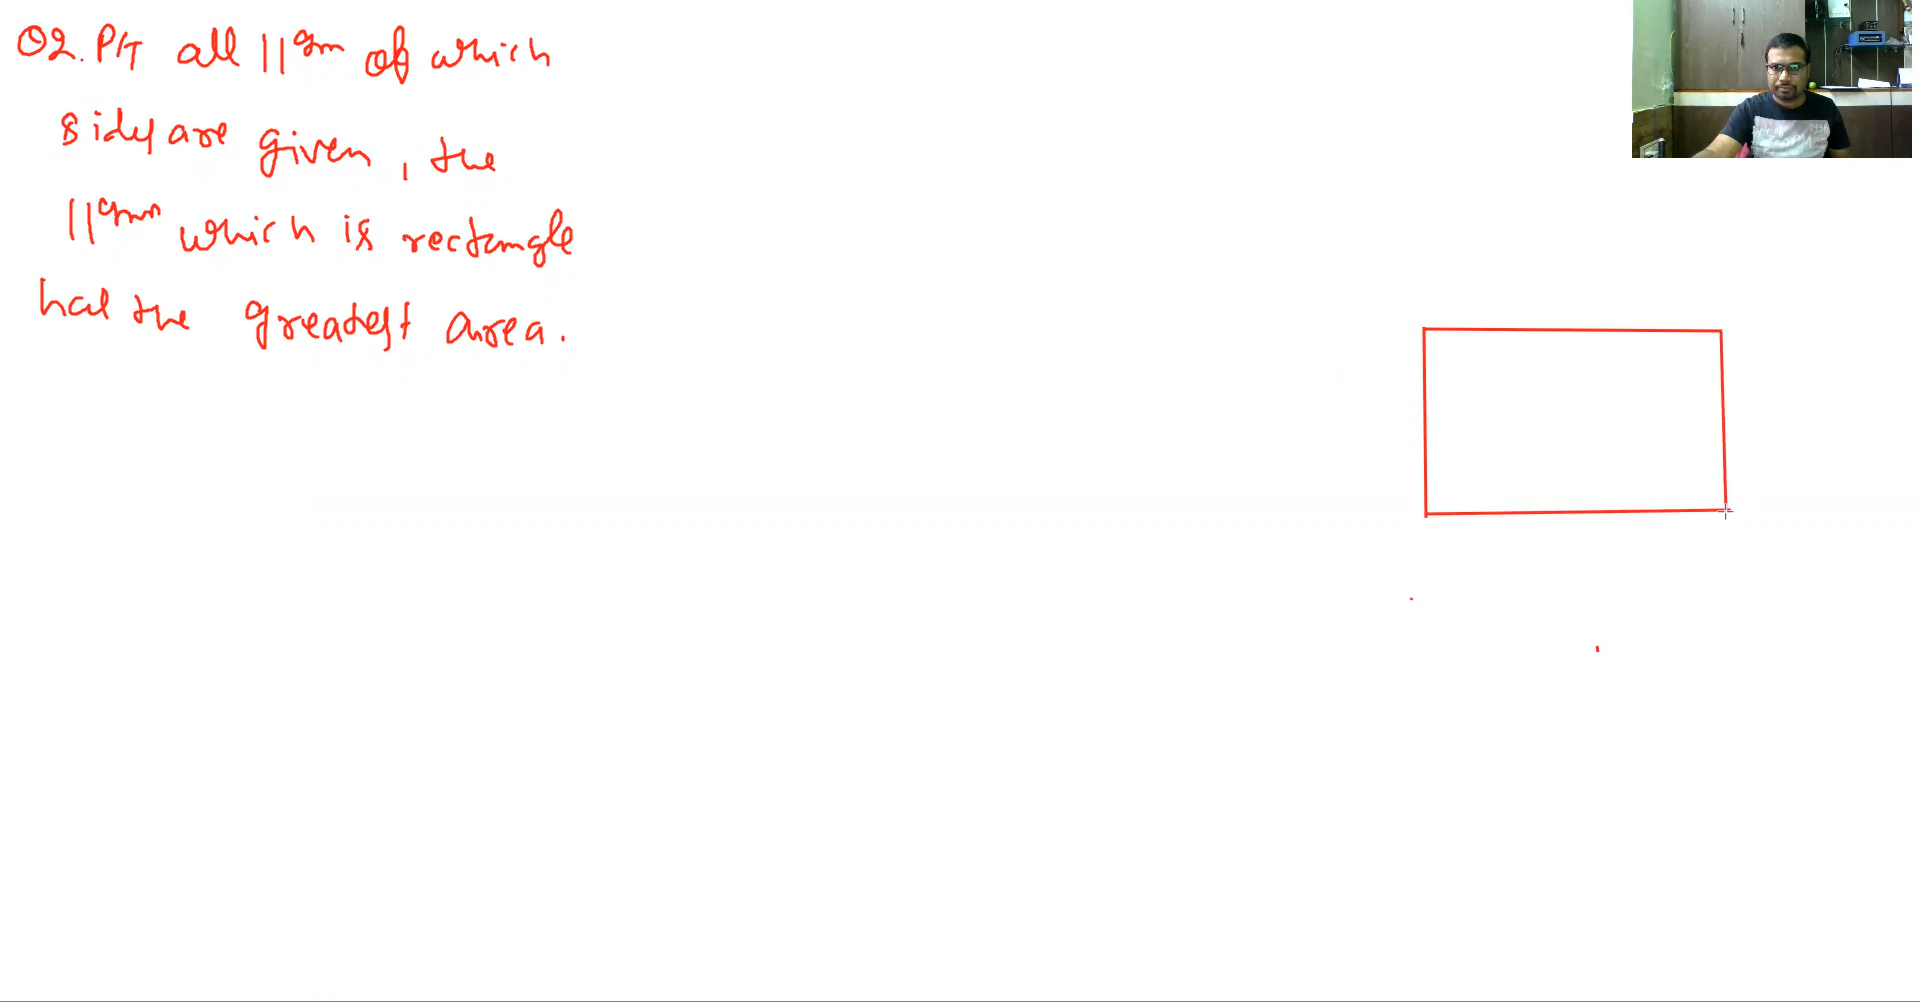 Q2. P/T all ||gm of which
sides are given, the
||gm which is rectangle
has the greatest area.